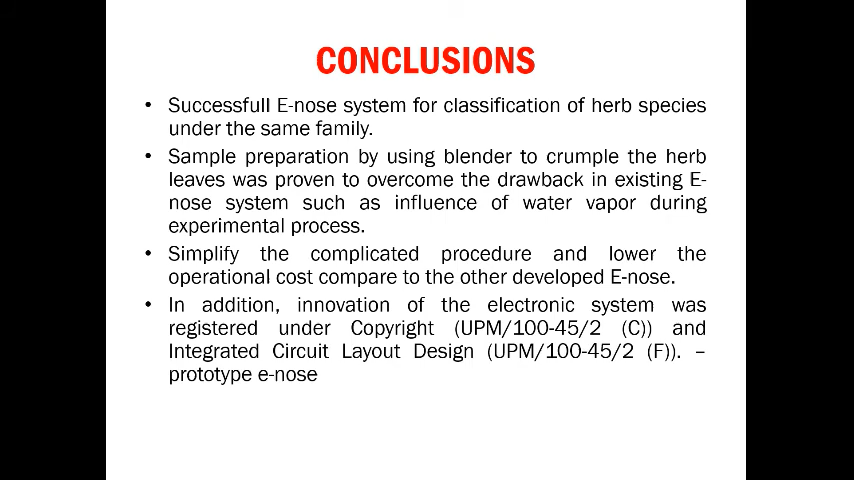 CONCLUSIONS
• Successfull E-nose system for classification of herb species
under the same family.
• Sample preparation by using blender to crumple the herb
leaves was proven to overcome the drawback in existing E-
nose system such as influence of water vapor during
experimental process.
• Simplify the complicated procedure and lower the
operational cost compare to the other developed E-nose.
• In addition, innovation of the electronic system was
registered under Copyright (UPM/100-45/2 (C)) and
Integrated Circuit Layout Design (UPM/100-45/2 (F)). –
prototype e-nose